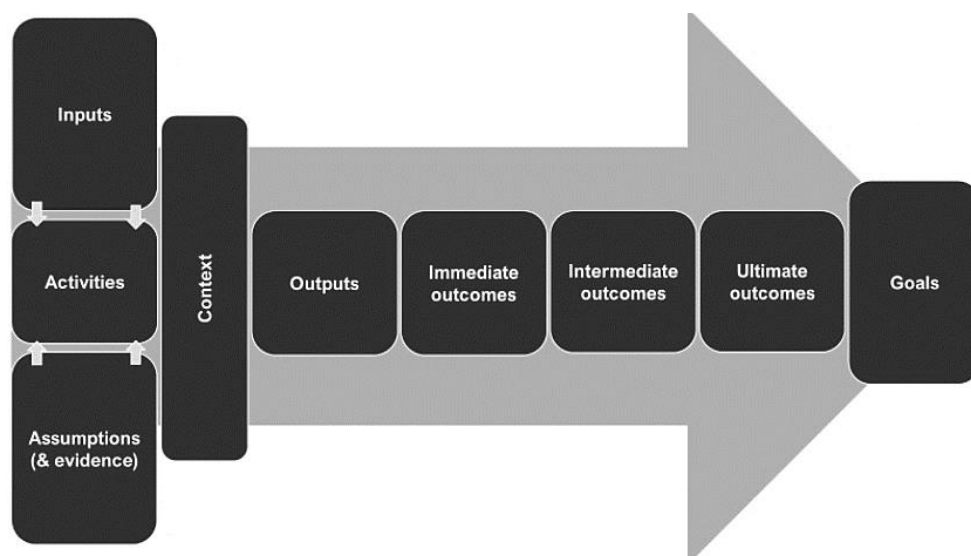 Inputs
Activities
Assumptions
(& evidence)
Context
Outputs
Immediate
outcomes
Intermediate
outcomes
Ultimate
outcomes
Goals